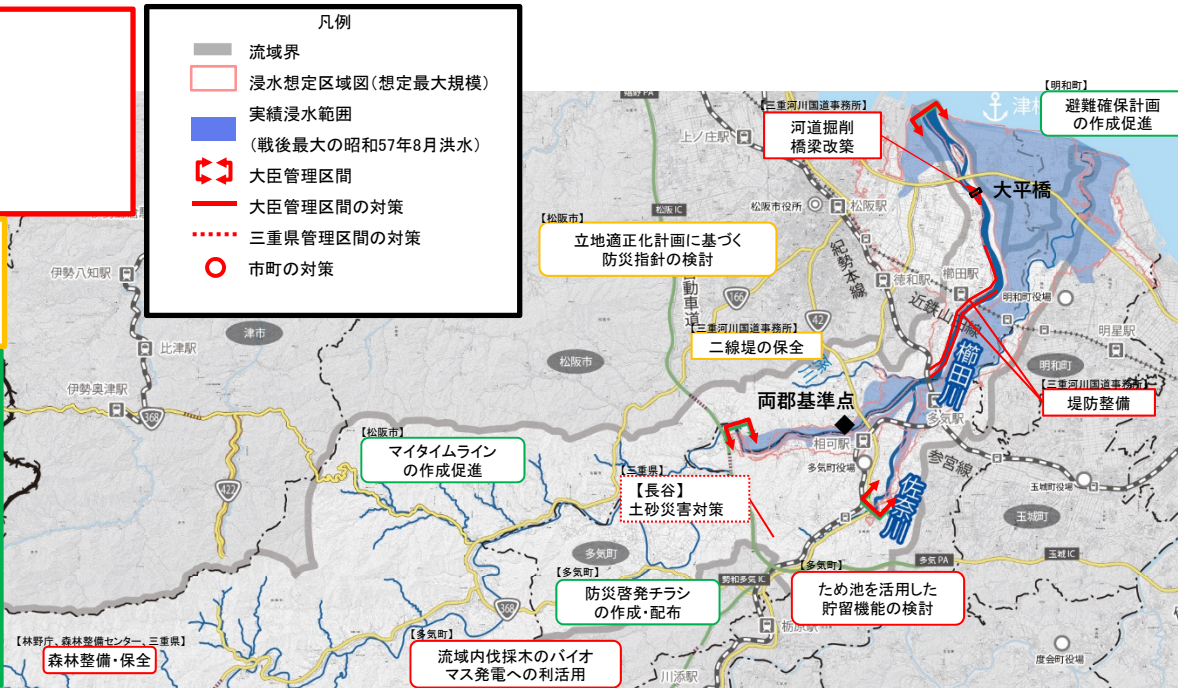 凡例
流域界
浸水想定区域図(想定最大規模)
実績浸水範囲
(戦後最大の昭和57年8月洪水)
大臣管理区間
大臣管理区間の対策
三重県管理区間の対策
市町の対策
嬉野PA
上ノ庄駅
【三重河川国道事務所】
河道掘削
橋梁改築
【明和町】
避難確保計画
の作成促進
大平橋
松阪IC
松阪市役所
松阪駅
【松阪市】
立地適正化計画に基づく
防災指針の検討
紀勢本線
徳和駅
櫛田駅
明和町役場
自動車道
166
42
近鉄山田線
明星駅
伊勢八知駅
津市
比津駅
松阪市
【三重河川国道事務所】
二線堤の保全
櫛田川
明和町
【三重河川国道事務所】
堤防整備
伊勢奥津駅
368
両郡基準点
多気駅
【松阪市】
マイタイムライン
の作成促進
相可駅
多気町役場
参宮線
422
【三重県】
【長谷】
土砂災害対策
佐奈川
玉城町役場
玉城町
多気町
多気PA
玉城IC
【多気町】
防災啓発チラシ
の作成・配布
勢和多気IC
【多気町】
ため池を活用した
貯留機能の検討
368
栃原駅
【林野庁、森林整備センター、三重県】
森林整備・保全
【多気町】
流域内伐採木のバイオ
マス発電への利活用
川添駅
度会町役場